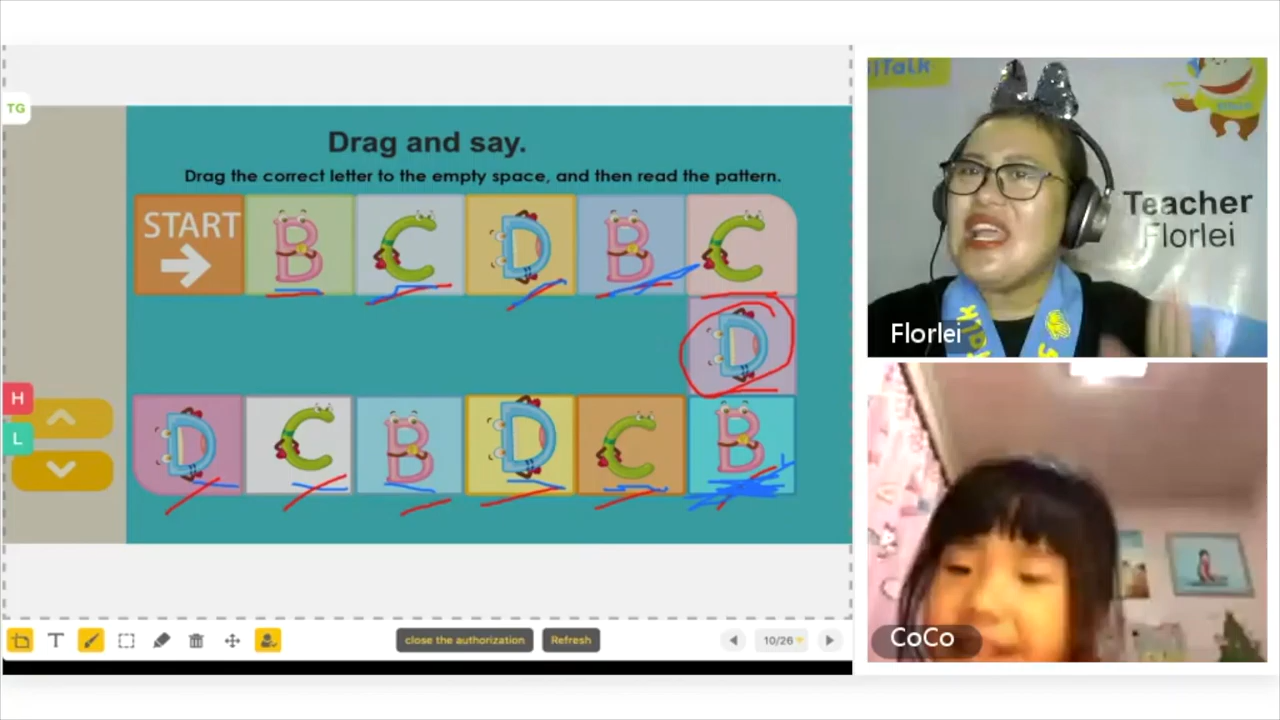 TG
Drag and say.
Drag the correct letter to the empty space, and then read the pattern.
START
B C D B C
D
D C B D C B
H
L
T
close the authorization
Refresh
10/26
Talk
Teacher
Florlei
Florlei
CoCo